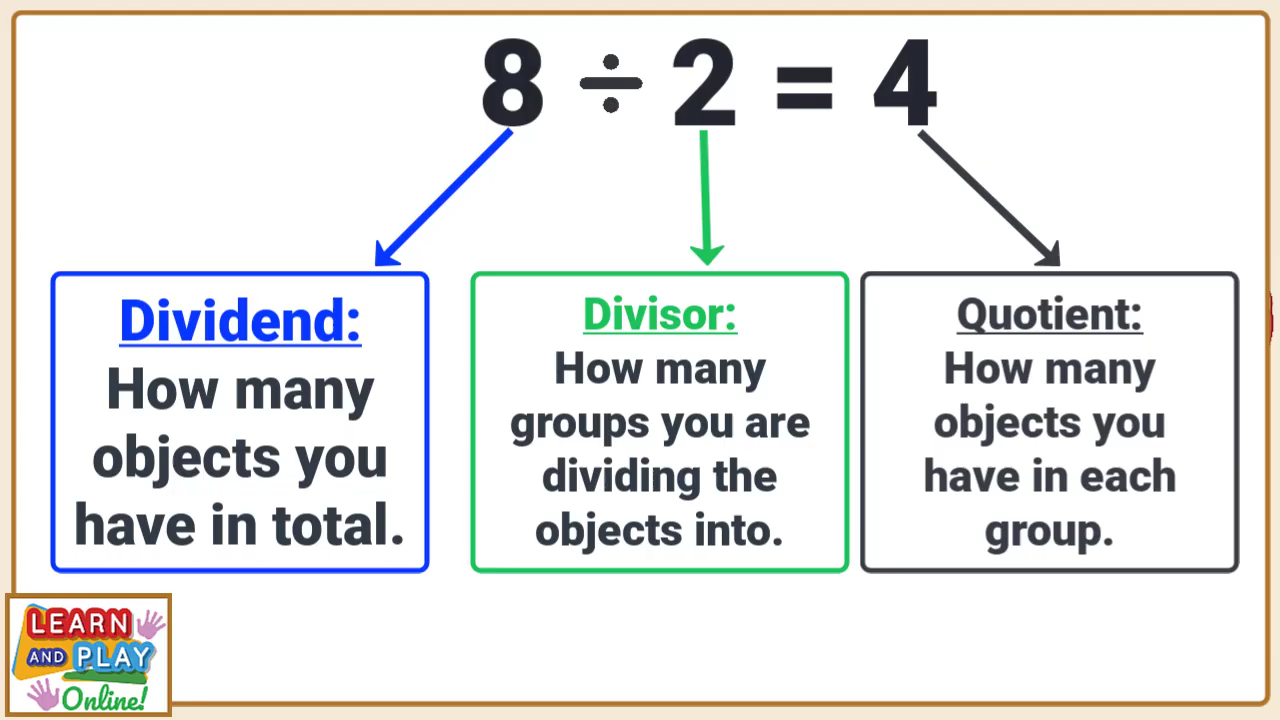 8 ÷ 2 = 4
Dividend:
How many
objects you
have in total.
Divisor:
How many
groups you are
dividing the
objects into.
Quotient:
How many
objects you
have in each
group.
LEARN
AND PLAY
Online!